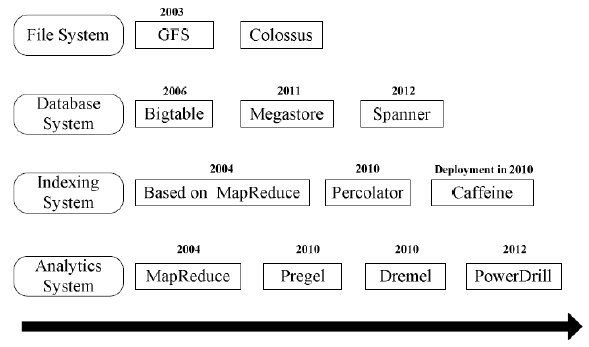 2003
File System
GFS
Colossus
2006
2011
2012
Database
System
Bigtable
Megastore
Spanner
2004
2010
Deployment in 2010
Indexing
System
Based on MapReduce
Percolator
Caffeine
2004
2010
2010
2012
Analytics
System
MapReduce
Pregel
Dremel
PowerDrill